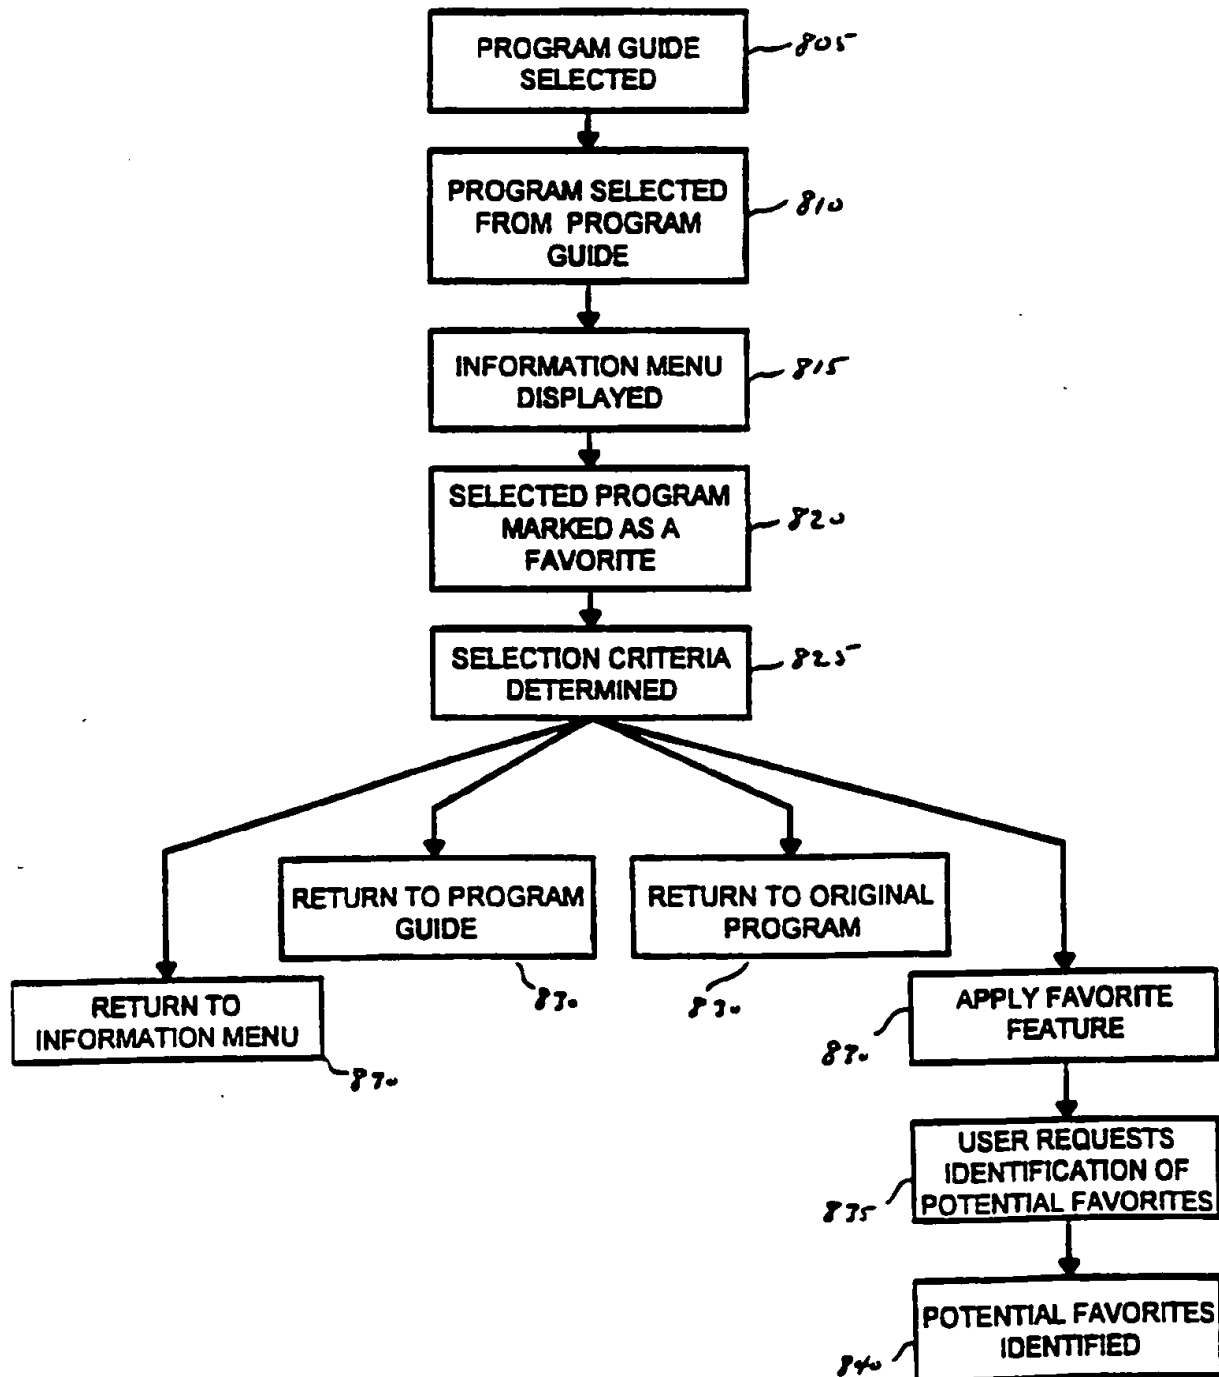 PROGRAM GUIDE
SELECTED
805
PROGRAM SELECTED
FROM PROGRAM
GUIDE
810
INFORMATION MENU
DISPLAYED
815
SELECTED PROGRAM
MARKED AS A
FAVORITE
820
SELECTION CRITERIA
DETERMINED
825
RETURN TO
INFORMATION MENU
830
RETURN TO PROGRAM
GUIDE
830
RETURN TO ORIGINAL
PROGRAM
830
APPLY FAVORITE
FEATURE
830
USER REQUESTS
IDENTIFICATION OF
POTENTIAL FAVORITES
835
POTENTIAL FAVORITES
IDENTIFIED
840